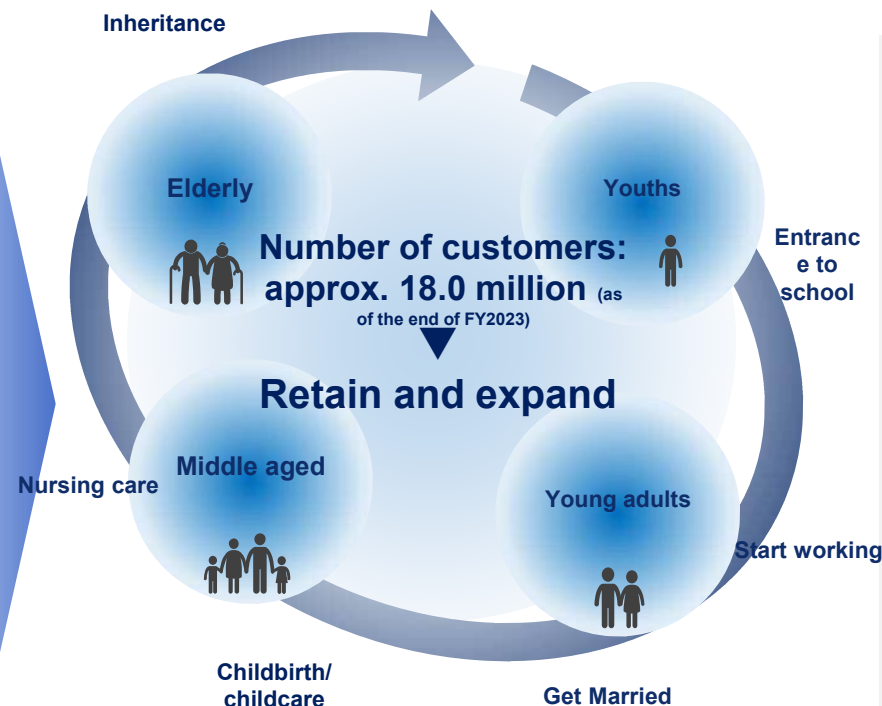 Inheritance
Elderly
Youths
Number of customers:
approx. 18.0 million (as
of the end of FY2023)
Entranc
e to
school
Retain and expand
Middle aged
Nursing care
Young adults
Start working
Childbirth/
childcare
Get Married